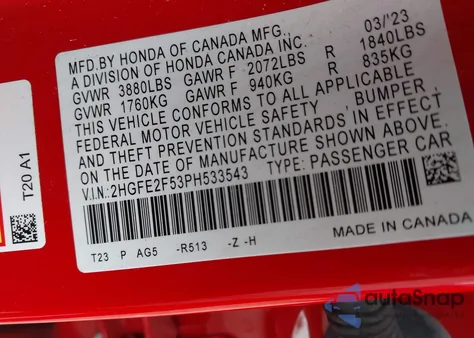 MFD.BY HONDA OF CANADA MFG. 03/'23
A DIVISION OF HONDA CANADA INC.
GVWR 3880LBS GAWR F 2072LBS R 1840LBS
GVWR 1760KG GAWR F 940KG R 835KG
THIS VEHICLE CONFORMS TO ALL APPLICABLE
FEDERAL MOTOR VEHICLE SAFETY, BUMPER,
AND THEFT PREVENTION STANDARDS IN EFFECT
ON THE DATE OF MANUFACTURE SHOWN ABOVE.
V.I.N.:2HGFE2F53PH533543 TYPE: PASSENGER CAR
T23 P AG5 -R513 -Z -H MADE IN CANADA
T20 A1
autoSnap